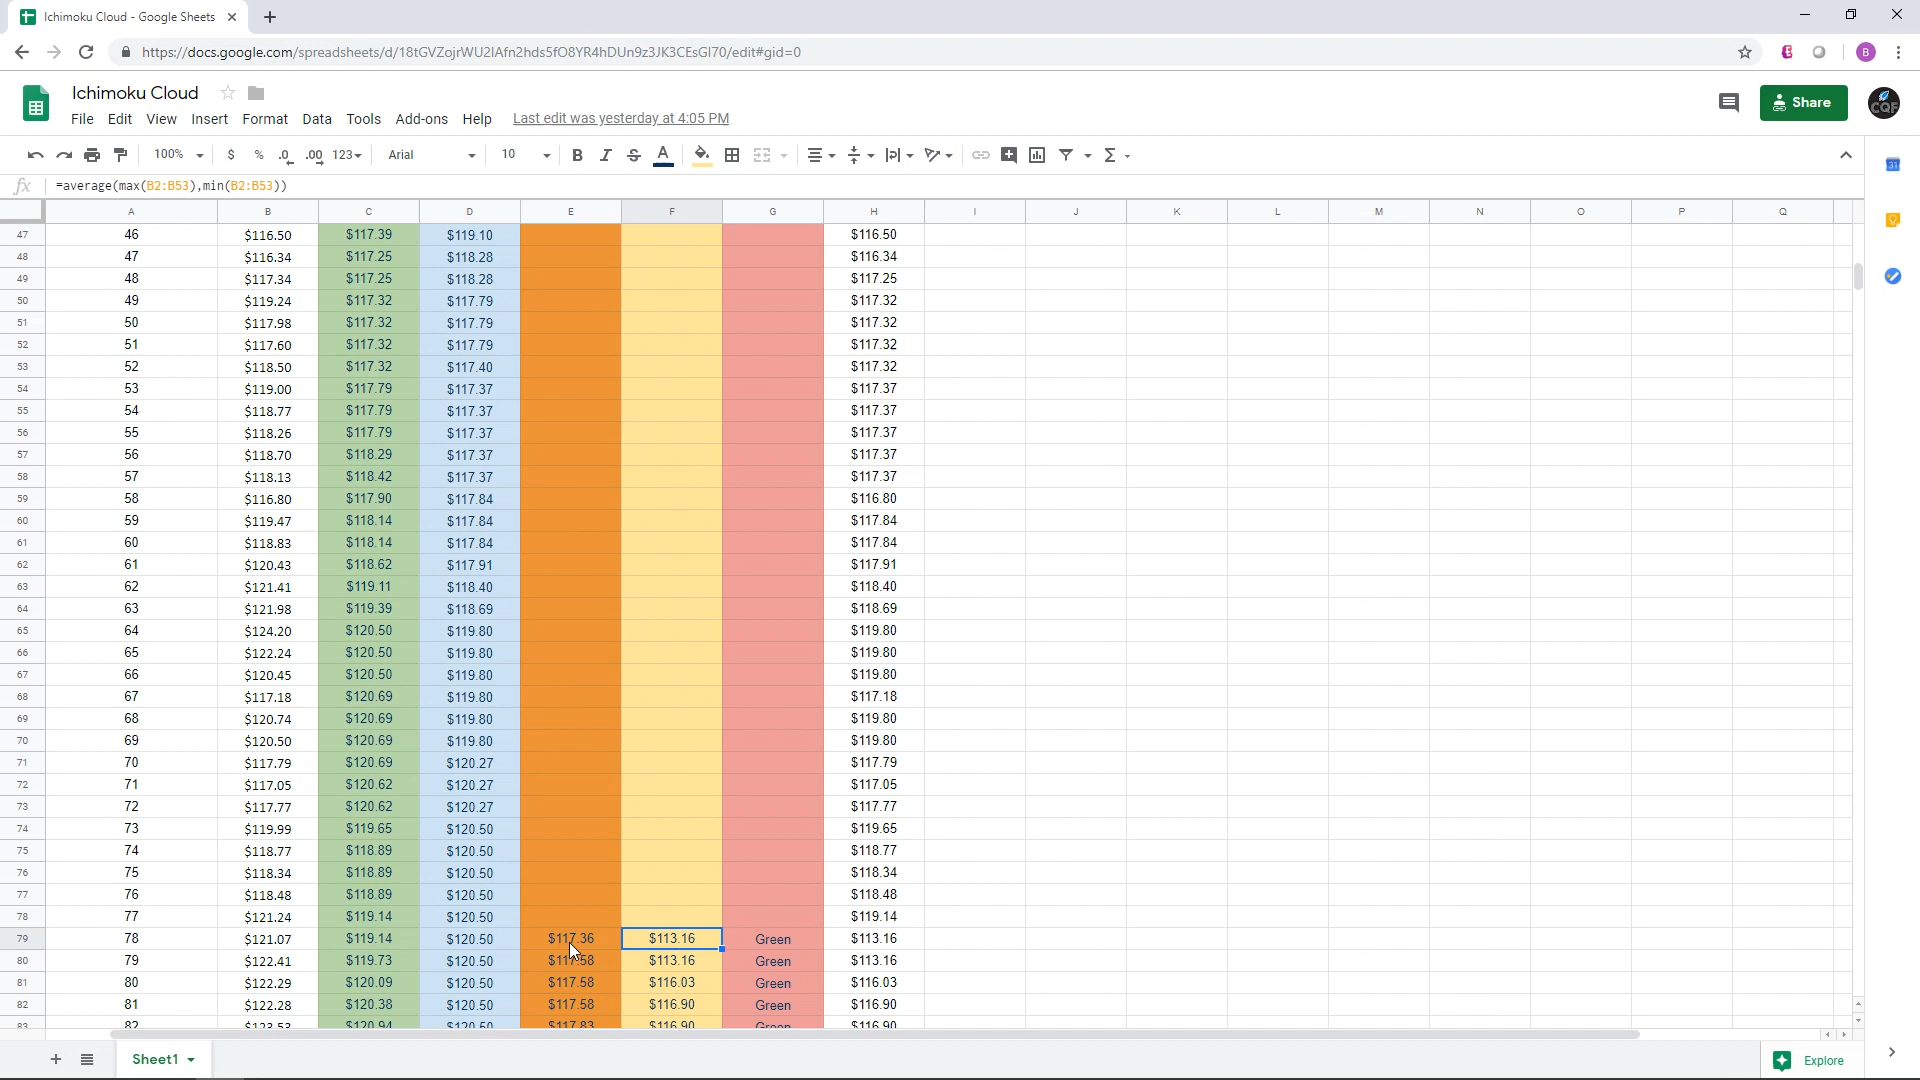 Ichimoku Cloud - Google Sheets
https://docs.google.com/spreadsheets/d/18tGVZojrWU2IAfn2hds5fO8YR4hDUn9z3JK3CEsGI70/edit#gid=0
B
Ichimoku Cloud
File Edit View Insert Format Data Tools Add-ons Help Last edit was yesterday at 4:05 PM
Share
CQF
100% $ % .0 .00 123 Arial 10 B I S A Σ
31
fx =average(max(B2:B53),min(B2:B53))
A B C D E F G H I J K L M N O P Q
47 46 $116.50 $117.39 $119.10 $116.50
48 47 $116.34 $117.25 $118.28 $116.34
49 48 $117.34 $117.25 $118.28 $117.25
50 49 $119.24 $117.32 $117.79 $117.32
51 50 $117.98 $117.32 $117.79 $117.32
52 51 $117.60 $117.32 $117.79 $117.32
53 52 $118.50 $117.32 $117.40 $117.32
54 53 $119.00 $117.79 $117.37 $117.37
55 54 $118.77 $117.79 $117.37 $117.37
56 55 $118.26 $117.79 $117.37 $117.37
57 56 $118.70 $118.29 $117.37 $117.37
58 57 $118.13 $118.42 $117.37 $117.37
59 58 $116.80 $117.90 $117.84 $116.80
60 59 $119.47 $118.14 $117.84 $117.84
61 60 $118.83 $118.14 $117.84 $117.84
62 61 $120.43 $118.62 $117.91 $117.91
63 62 $121.41 $119.11 $118.40 $118.40
64 63 $121.98 $119.39 $118.69 $118.69
65 64 $124.20 $120.50 $119.80 $119.80
66 65 $122.24 $120.50 $119.80 $119.80
67 66 $120.45 $120.50 $119.80 $119.80
68 67 $117.18 $120.69 $119.80 $117.18
69 68 $120.74 $120.69 $119.80 $119.80
70 69 $120.50 $120.69 $119.80 $119.80
71 70 $117.79 $120.69 $120.27 $117.79
72 71 $117.05 $120.62 $120.27 $117.05
73 72 $117.77 $120.62 $120.27 $117.77
74 73 $119.99 $119.65 $120.50 $119.65
75 74 $118.77 $118.89 $120.50 $118.77
76 75 $118.34 $118.89 $120.50 $118.34
77 76 $118.48 $118.89 $120.50 $118.48
78 77 $121.24 $119.14 $120.50 $119.14
79 78 $121.07 $119.14 $120.50 $117.36 $113.16 Green $113.16
80 79 $122.41 $119.73 $120.50 $117.58 $113.16 Green $113.16
81 80 $122.29 $120.09 $120.50 $117.58 $116.03 Green $116.03
82 81 $122.28 $120.38 $120.50 $117.58 $116.90 Green $116.90
83 82 $123.53 $120.94 $120.50 $117.83 $116.90 Green $116.90
Sheet1
Explore